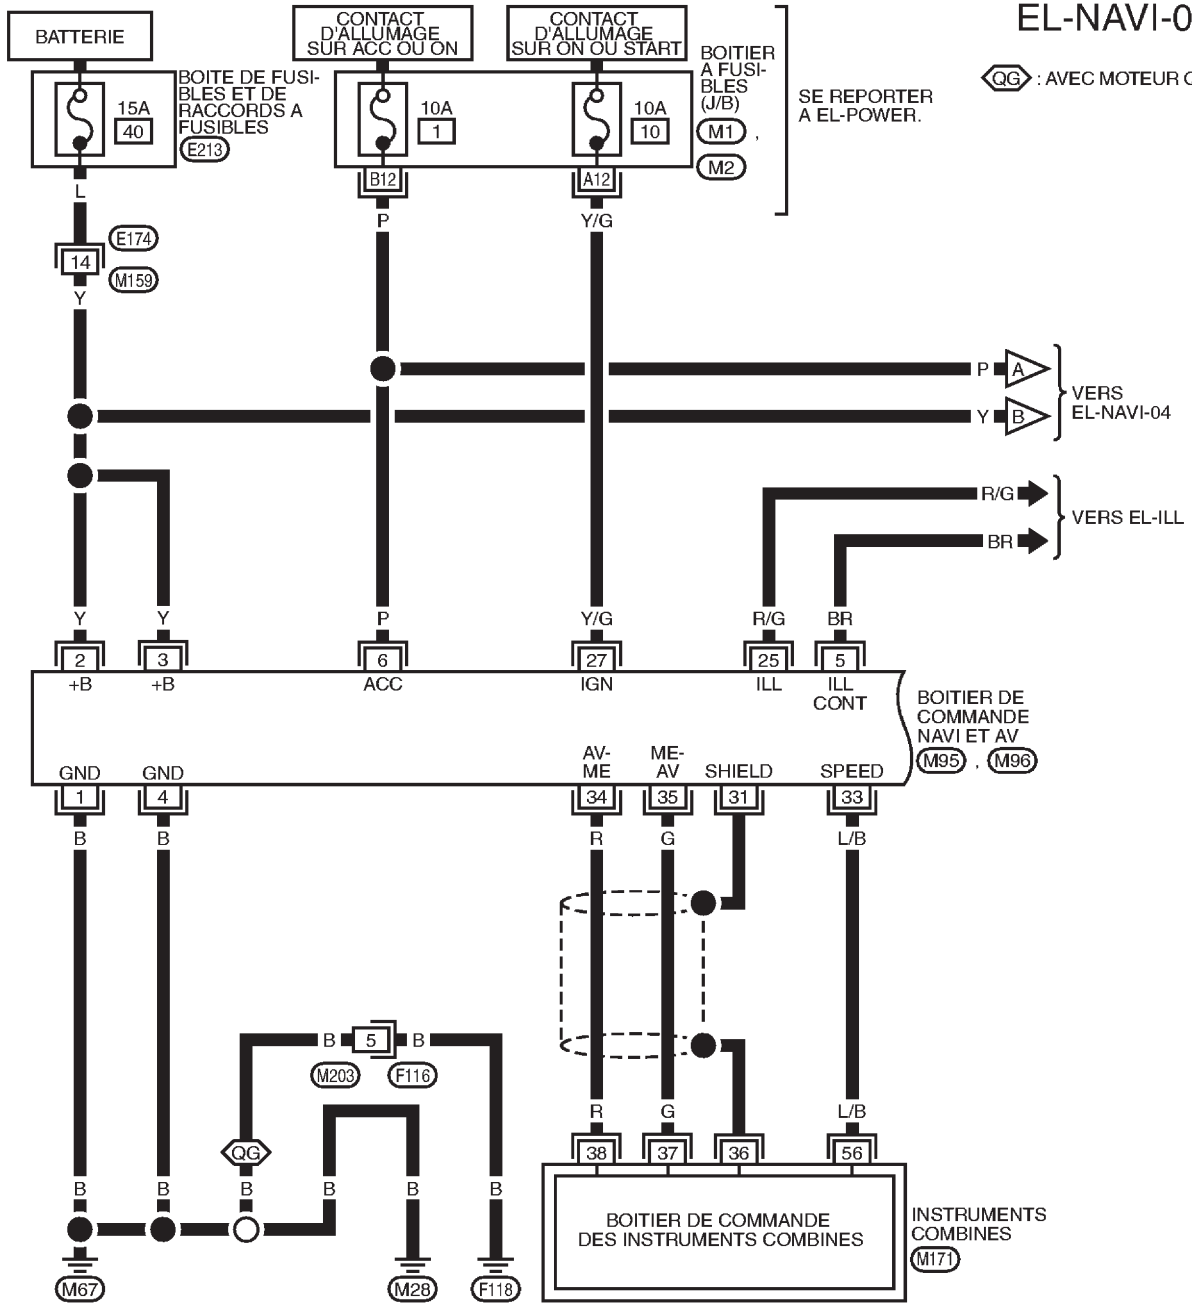 EL-NAVI-0
BATTERIE
CONTACT
D'ALLUMAGE
SUR ACC OU ON
CONTACT
D'ALLUMAGE
SUR ON OU START
QG : AVEC MOTEUR
15A
40
BOITE DE FUSI-
BLES ET DE
RACCORDS A
FUSIBLES
E213
10A
1
10A
10
BOITIER
A FUSI-
BLES
(J/B)
M1 ,
M2
SE REPORTER
A EL-POWER.
B12
A12
L
P
Y/G
14
E174
M159
Y
P
A
Y
B
VERS
EL-NAVI-04
R/G
BR
VERS EL-ILL
Y
Y
P
Y/G
R/G
BR
2
3
6
27
25
5
+B
+B
ACC
IGN
ILL
ILL
CONT
BOITIER DE
COMMANDE
NAVI ET AV
M95 , M96
GND
GND
AV-
ME
ME-
AV
SHIELD
SPEED
1
4
34
35
31
33
B
B
R
G
L/B
B
5
B
M203
F116
QG
R
G
L/B
38
37
36
56
B
B
B
B
B
B
BOITIER DE COMMANDE
DES INSTRUMENTS COMBINES
INSTRUMENTS
COMBINES
M171
M67
M28
F118